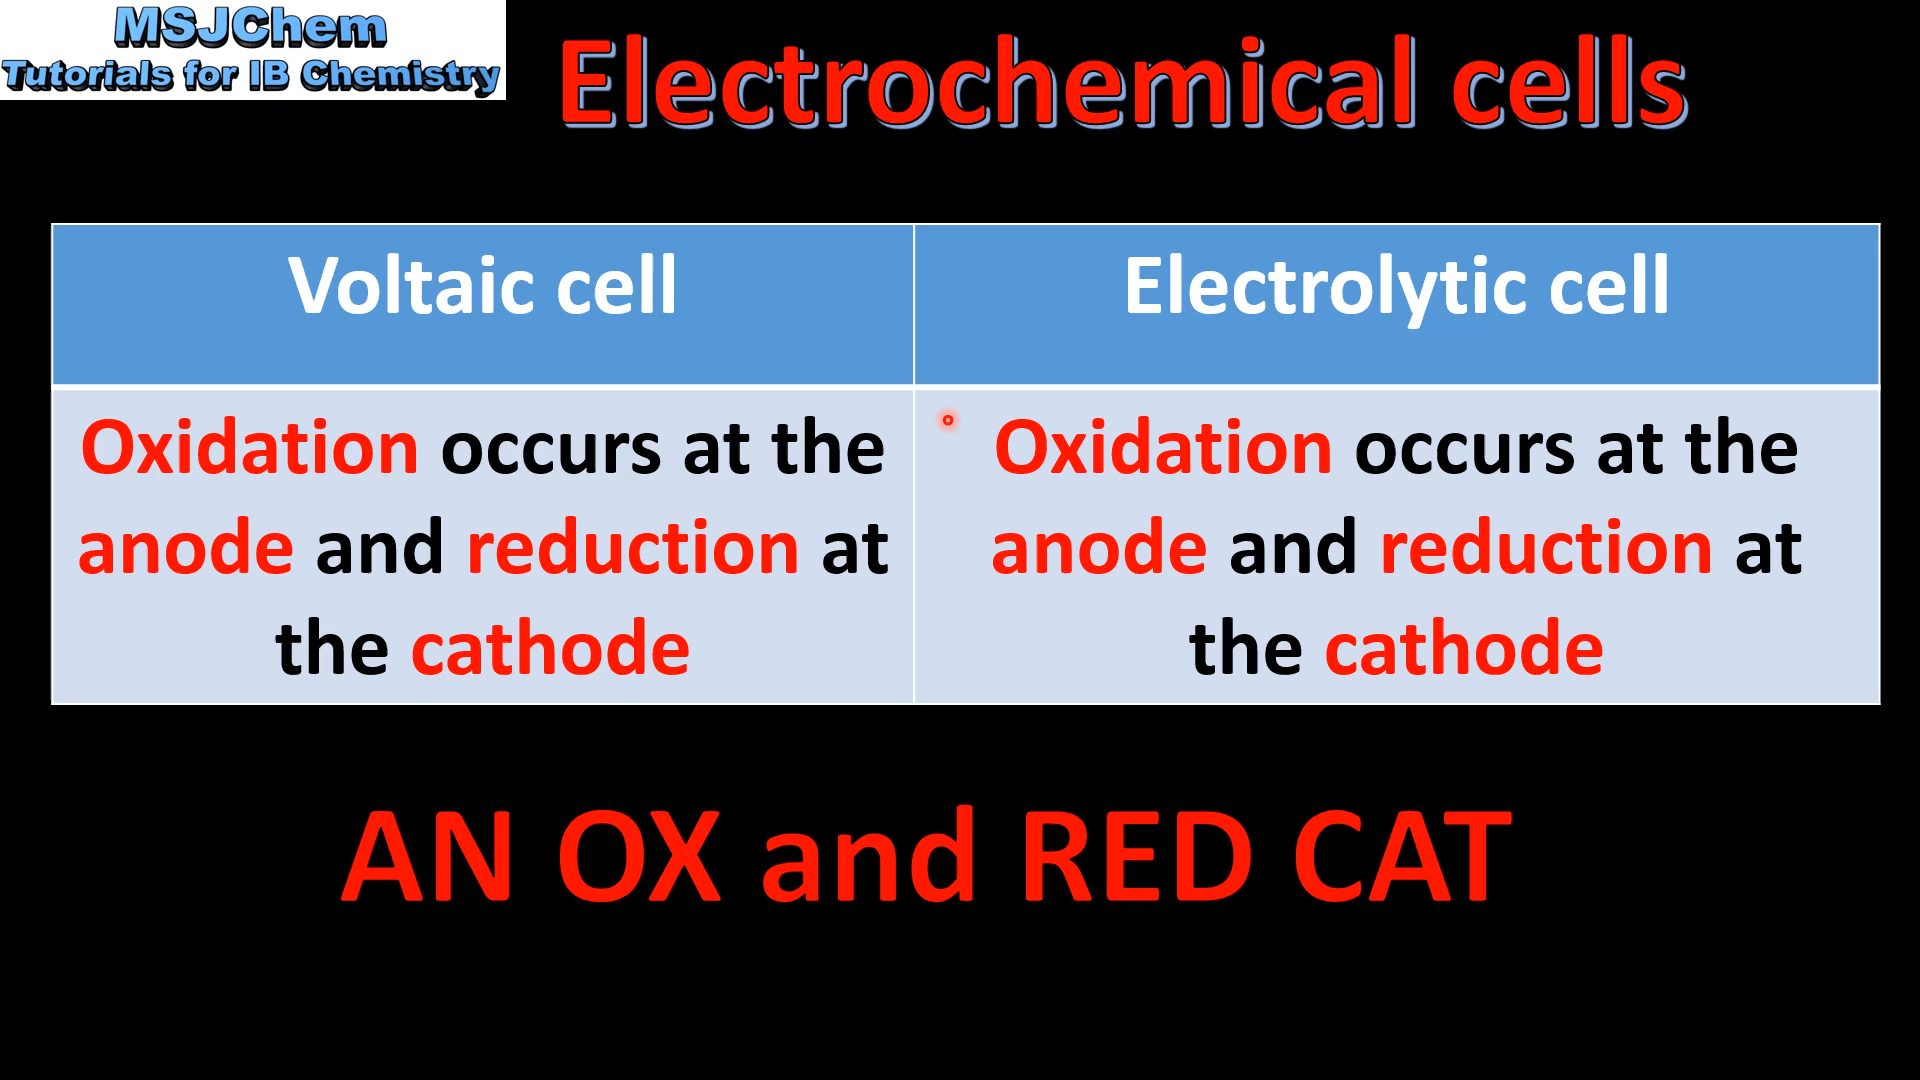 MSJChem
Tutorials for IB Chemistry
Electrochemical cells
Voltaic cell
Electrolytic cell
Oxidation occurs at the
anode and reduction at
the cathode
Oxidation occurs at the
anode and reduction at
the cathode
AN OX and RED CAT